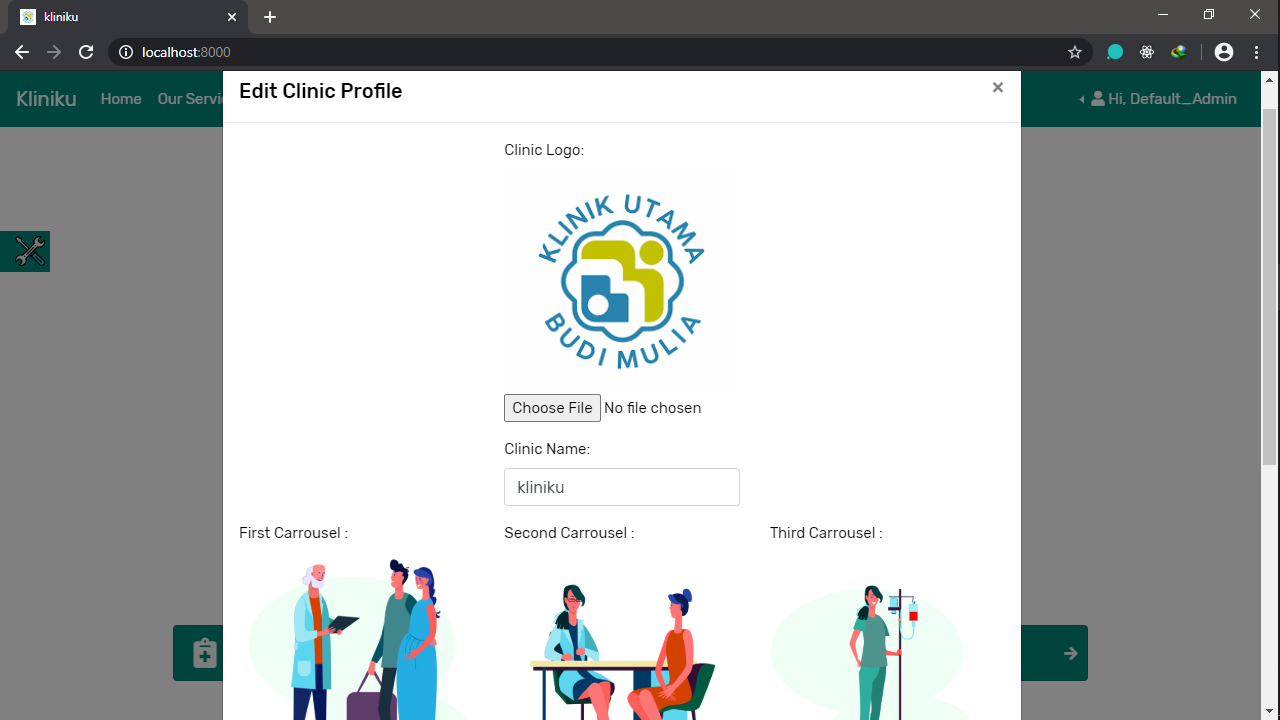 kliniku
localhost:8000
Edit Clinic Profile ×
Kliniku Home Our Servi
Hi, Default_Admin
Clinic Logo:
KLINIK UTAMA
BUDI MULIA
Choose File No file chosen
Clinic Name:
kliniku
First Carrousel : Second Carrousel : Third Carrousel :